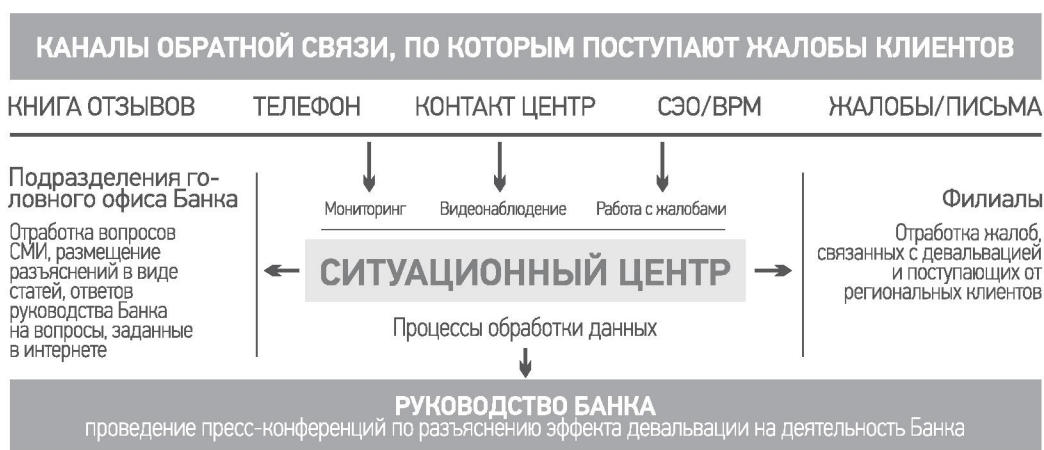 КАНАЛЫ ОБРАТНОЙ СВЯЗИ, ПО КОТОРЫМ ПОСТУПАЮТ ЖАЛОБЫ КЛИЕНТОВ
КНИГА ОТЗЫВОВ ТЕЛЕФОН КОНТАКТ ЦЕНТР СЭО/ВРМ ЖАЛОБЫ/ПИСЬМА
Подразделения го-
ловного офиса Банка
Отработка вопросов
СМИ, размещение
разъяснений в виде
статей, ответов
руководства Банка
на вопросы, заданные
в интернете
Мониторинг Видеонаблюдение Работа с жалобами
СИТУАЦИОННЫЙ ЦЕНТР
Процессы обработки данных
Филиалы
Отработка жалоб,
связанных с девальвацией
и поступающих от
региональных клиентов
РУКОВОДСТВО БАНКА
проведение пресс-конференций по разъяснению эффекта девальвации на деятельность Банка